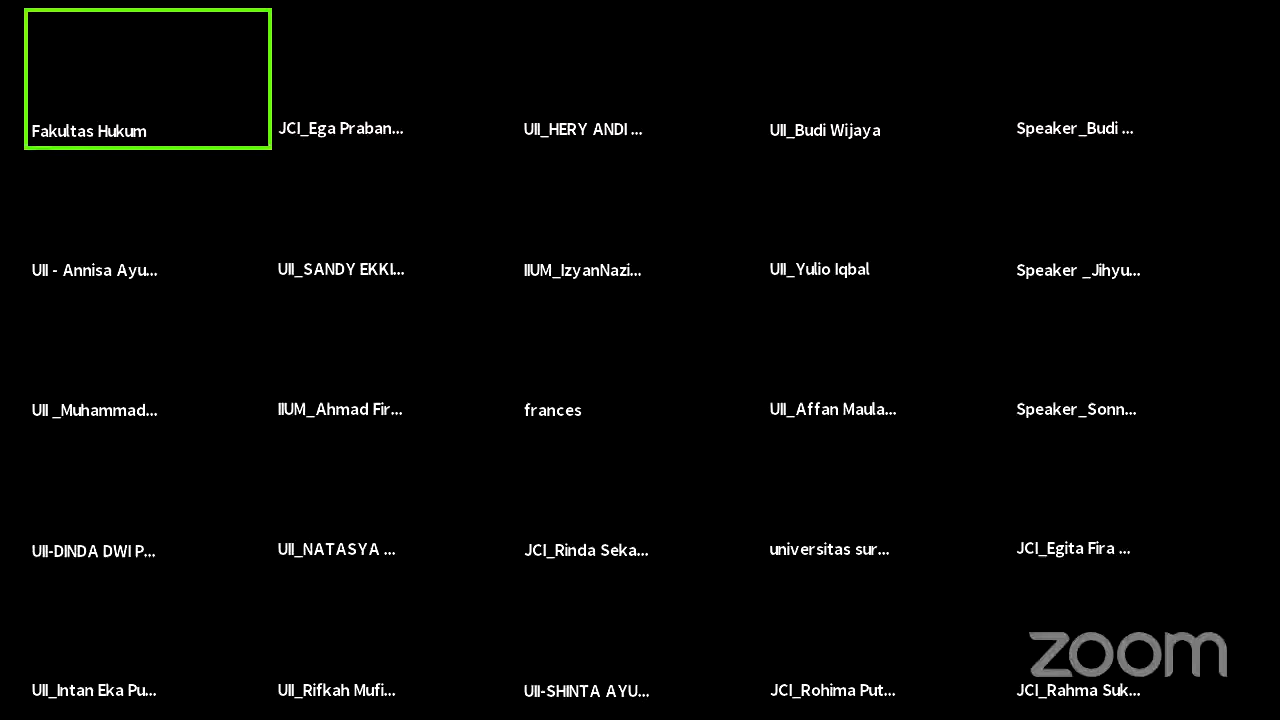 Fakultas Hukum
JCI_Ega Praban...
UII_HERY ANDI ...
UII_Budi Wijaya
Speaker_Budi ...
UII - Annisa Ayu...
UII_SANDY EKKI...
IIUM_IzyanNazi...
UII_Yulio Iqbal
Speaker _Jihyu...
UII _Muhammad...
IIUM_Ahmad Fir...
frances
UII_Affan Maula...
Speaker_Sonn...
UII-DINDA DWI P...
UII_NATASYA ...
JCI_Rinda Seka...
universitas sur...
JCI_Egita Fira ...
UII_Intan Eka Pu...
UII_Rifkah Mufi...
UII-SHINTA AYU...
JCI_Rohima Put...
JCI_Rahma Suk...
zoom